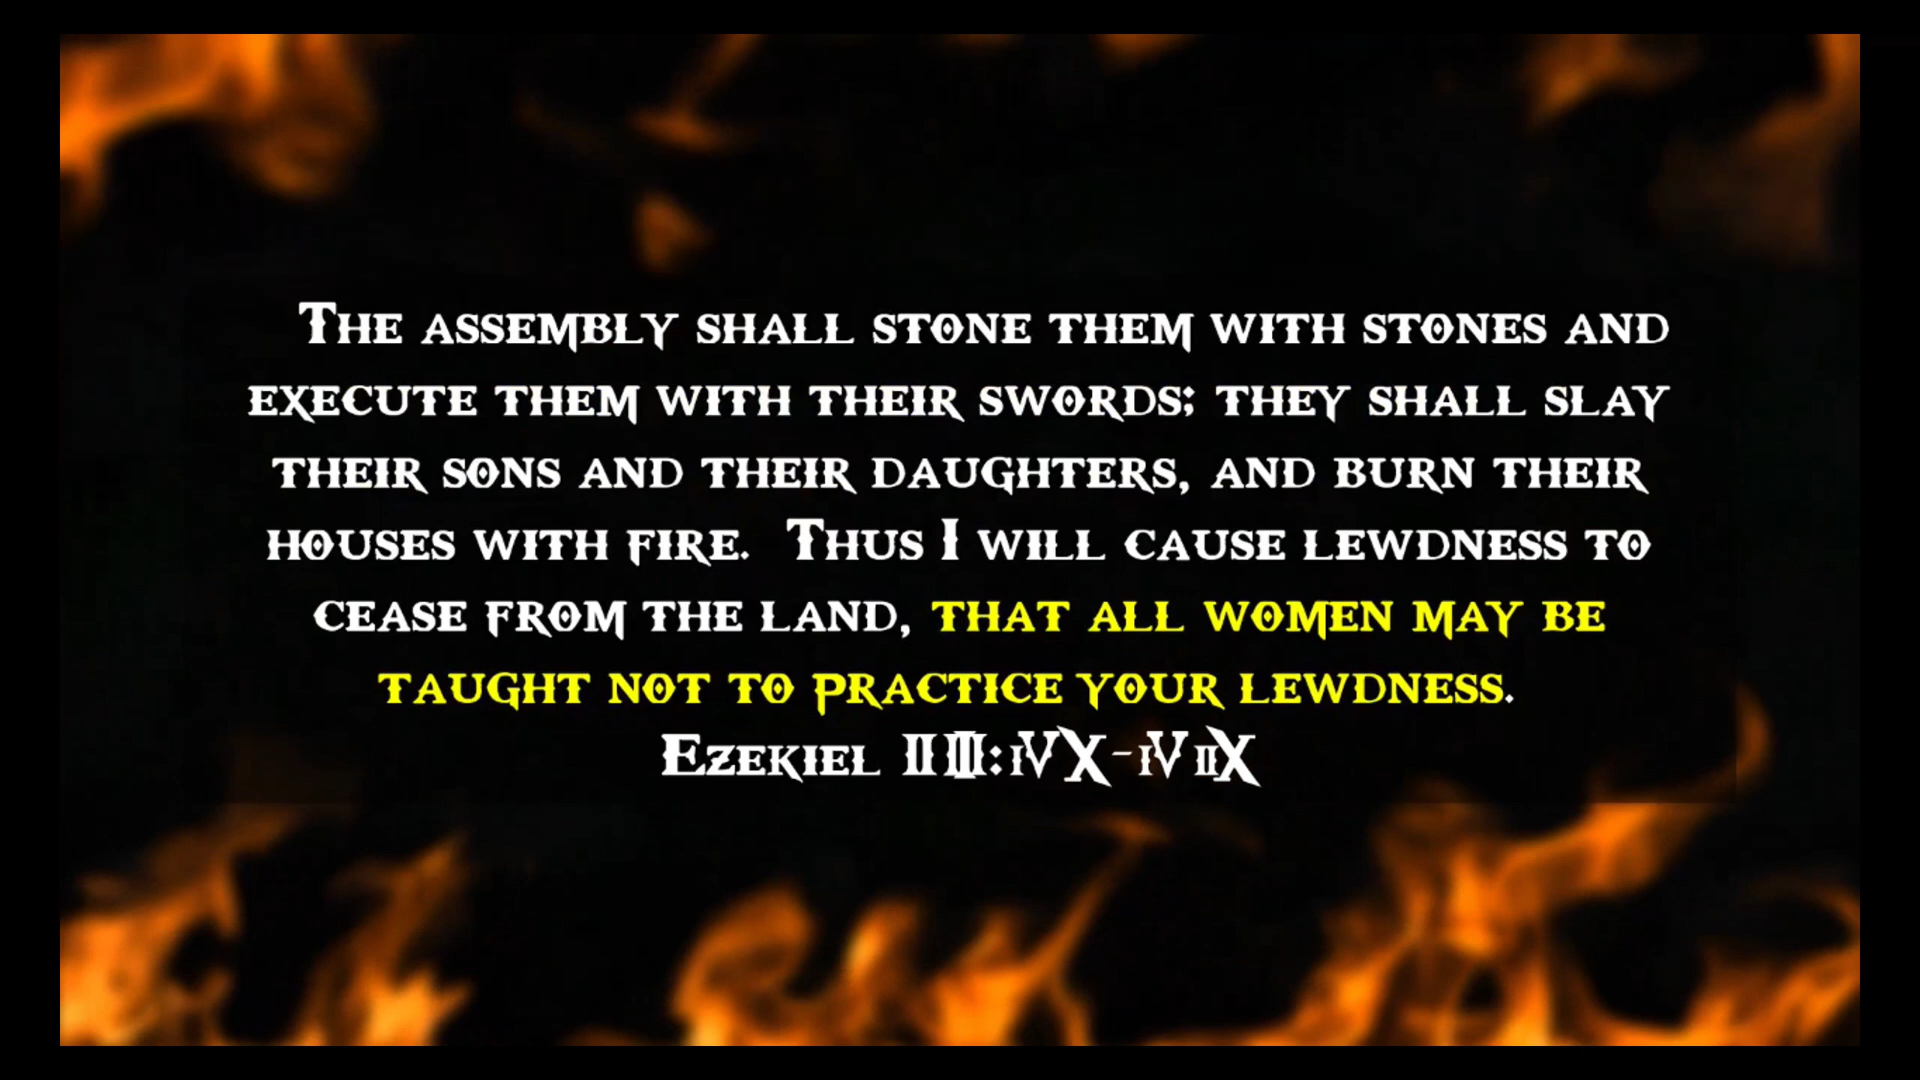 The assembly shall stone them with stones and
execute them with their swords; they shall slay
their sons and their daughters, and burn their
houses with fire. Thus I will cause lewdness to
cease from the land, that all women may be
taught not to practice your lewdness.
Ezekiel IIIII:IVX-IVIIX